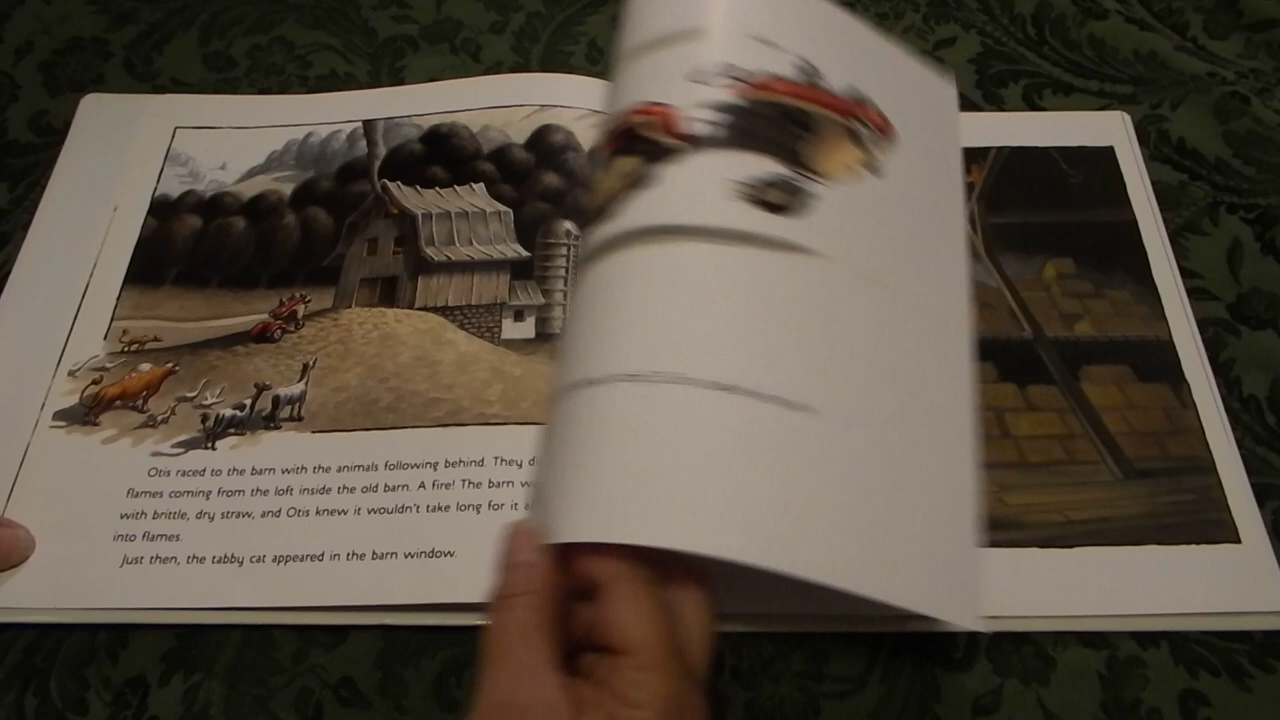 Otis raced to the barn with the animals following behind. They
flames coming from the loft inside the old barn. A fire! The barn
with brittle, dry straw, and Otis knew it wouldn't take long for it
into flames.
Just then, the tabby cat appeared in the barn window.